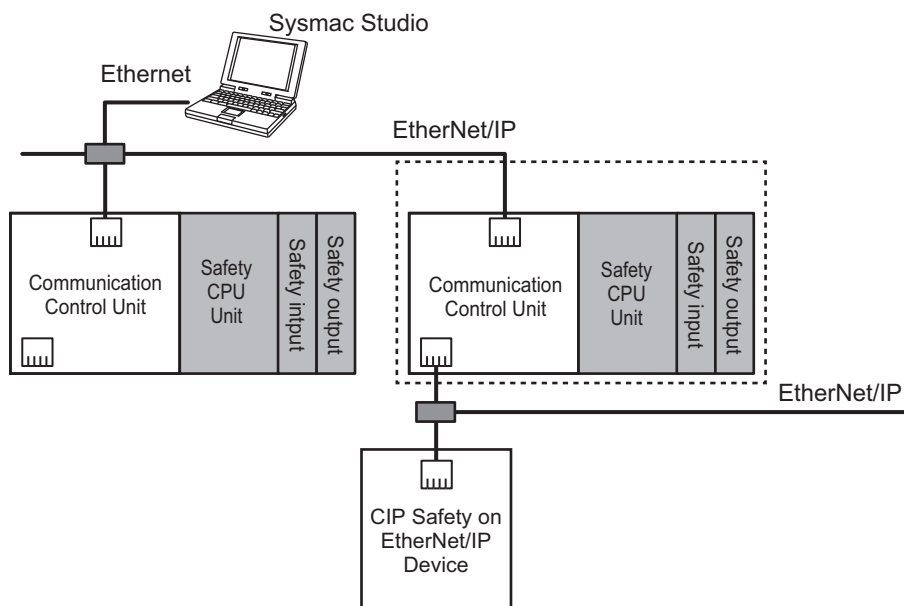 Sysmac Studio
Ethernet
EtherNet/IP
Communication
Control Unit
Safety
CPU
Unit
Safety intput
Safety output
Communication
Control Unit
Safety
CPU
Unit
Safety input
Safety output
EtherNet/IP
CIP Safety on
EtherNet/IP
Device